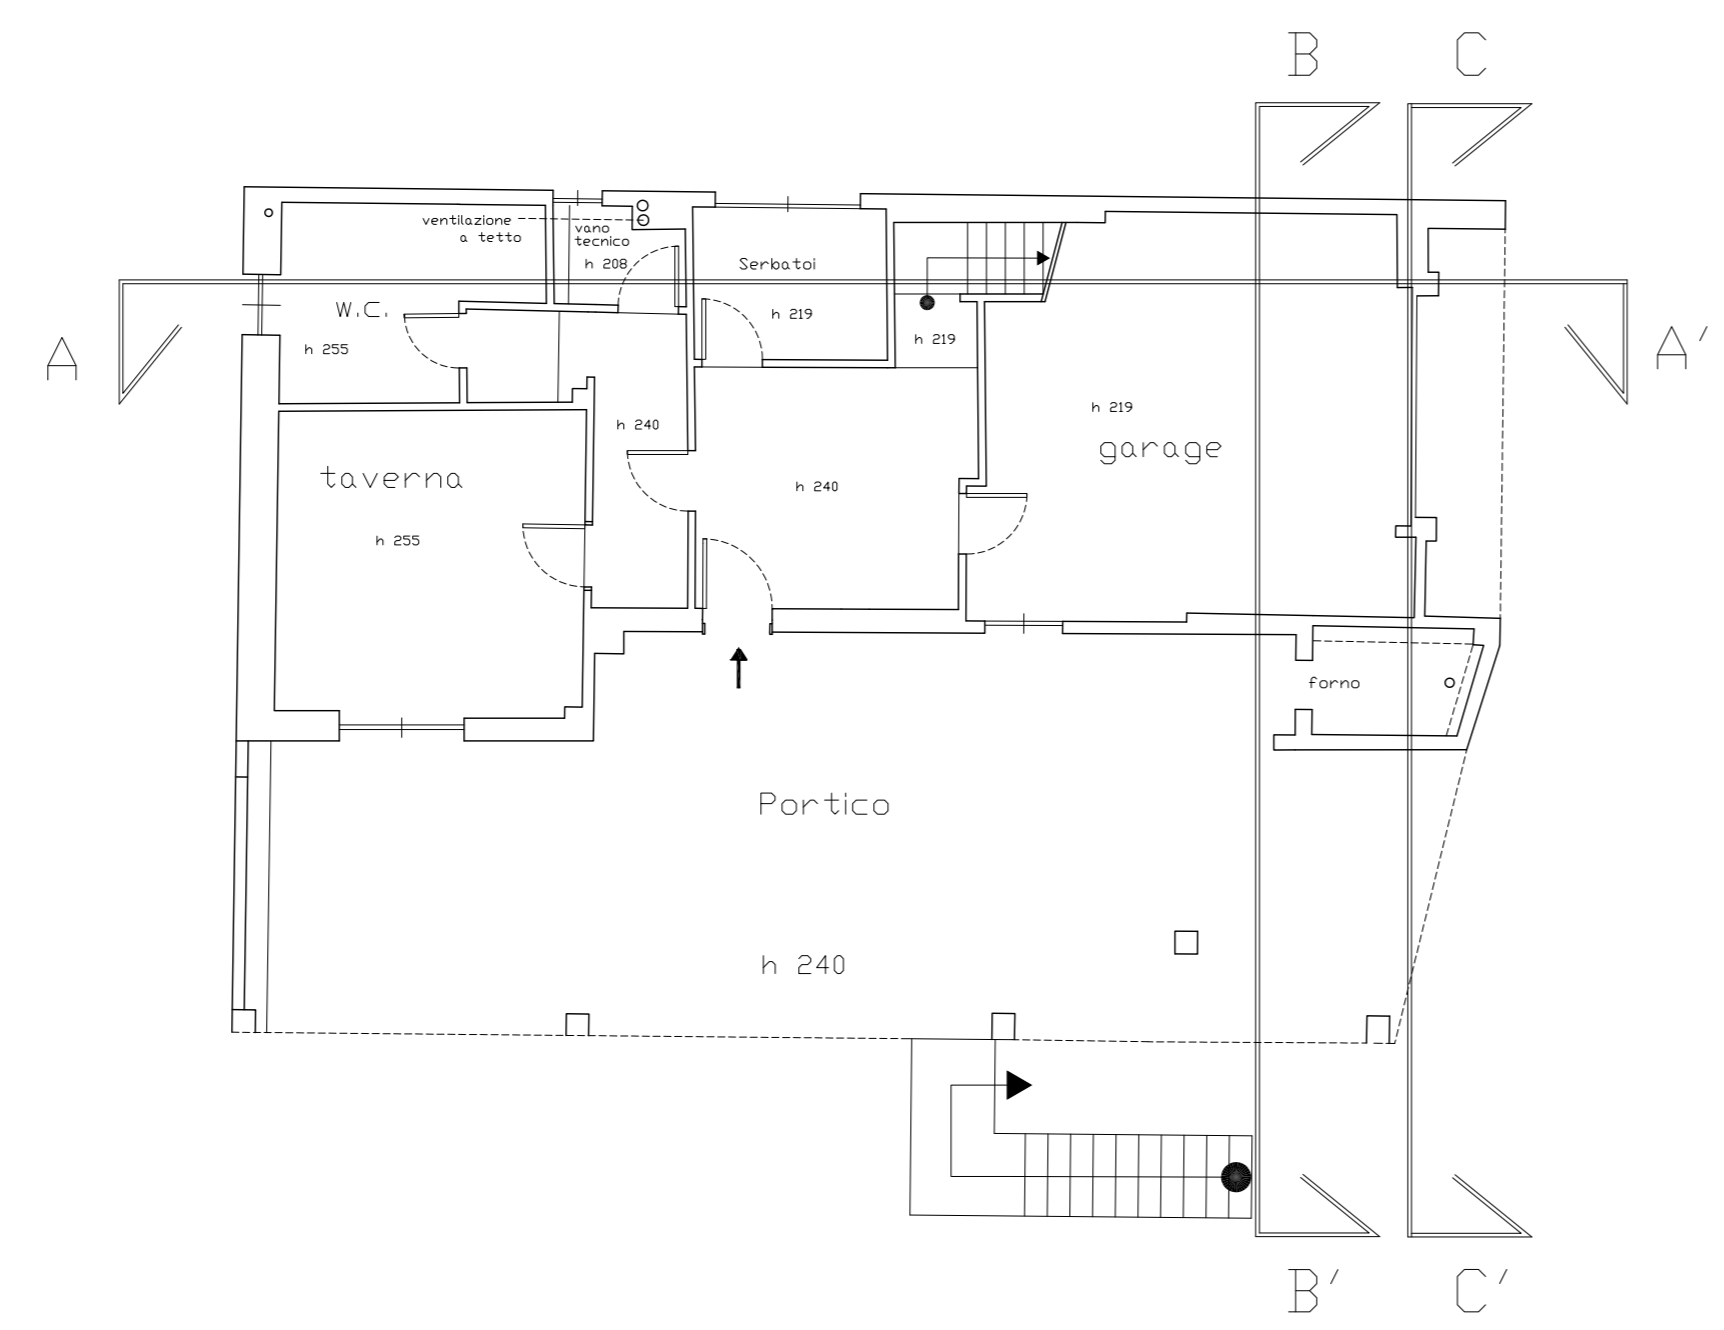 B
C
ventilazione
a tetto
vano
tecnico
h 208
Serbatoi
W.C.
h 219
h 219
h 255
A
A'
h 219
garage
h 240
taverna
h 240
h 255
forno
Portico
h 240
B'
C'